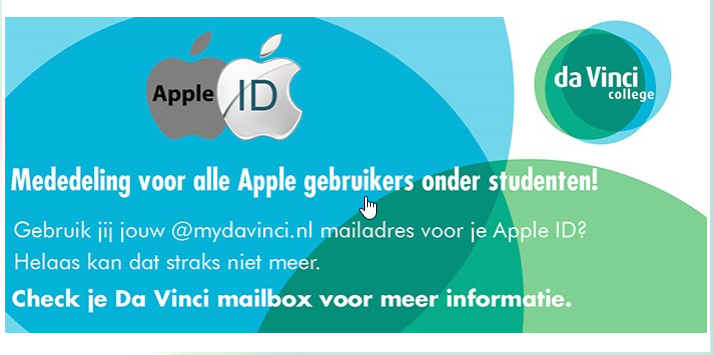 Apple ID
da Vinci
college
Mededeling voor alle Apple gebruikers onder studenten!
Gebruik jij jouw @mydavinci.nl mailadres voor je Apple ID?
Helaas kan dat straks niet meer.
Check je Da Vinci mailbox voor meer informatie.